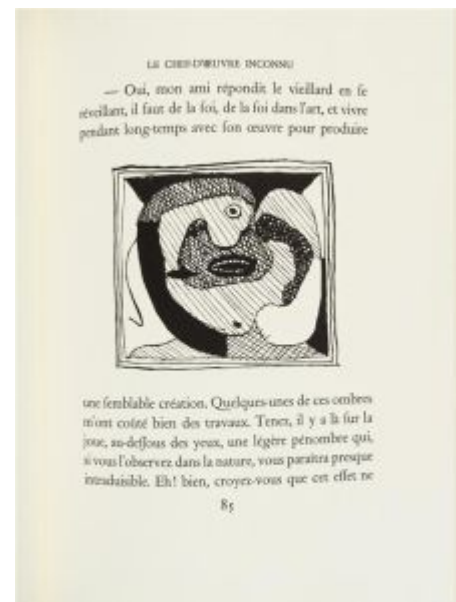 LE CHEF-D'ŒUVRE INCONNU
— Oui, mon ami répondit le vieillard en ſe
réveillant, il faut de la foi, de la foi dans l'art, et vivre
pendant long-temps avec ſon œuvre pour produire
une ſemblable création. Quelques-unes de ces ombres
m'ont coûté bien des travaux. Tenez, il y a là ſur la
joue, au-deſſous des yeux, une légère pénombre qui,
si vous l'obſervez dans la nature, vous paraîtra presque
intraduisible. Eh! bien, croyez-vous que cet effet ne
85